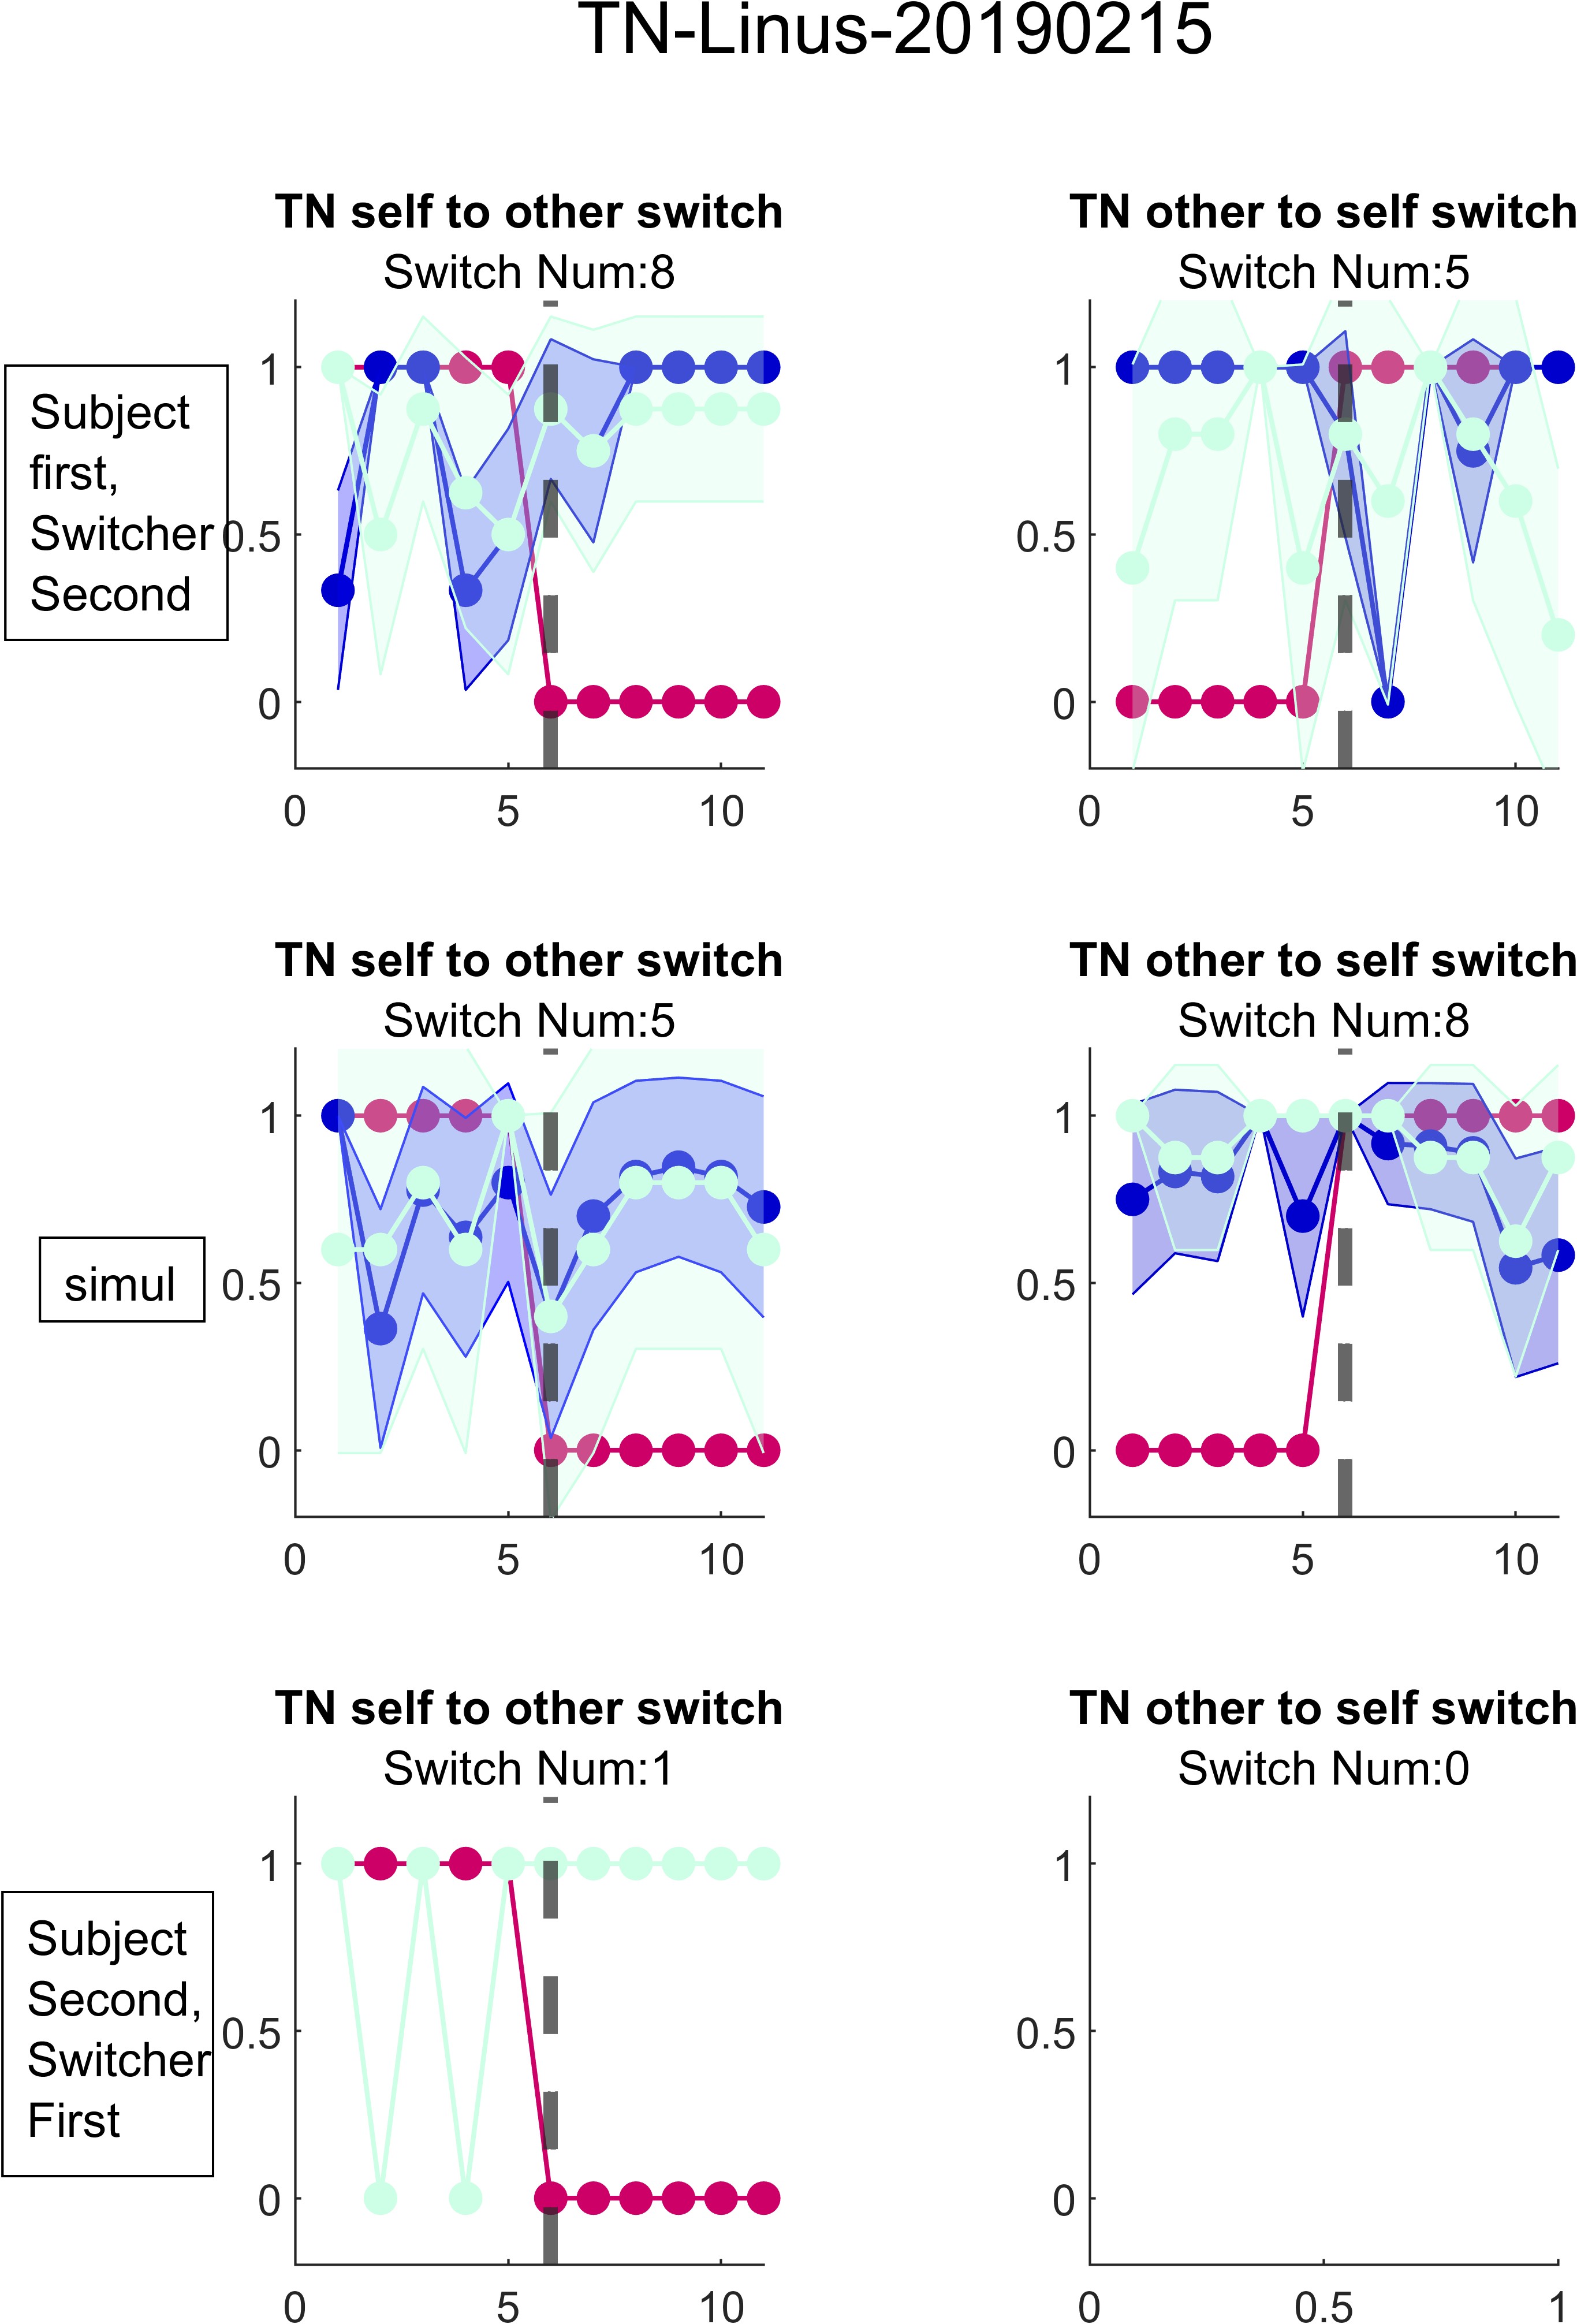 TN-Linus-20190215
TN self to other switch
Switch Num:8
1
0.5
0
0 5 10
TN other to self switch
Switch Num:5
1
0.5
0
0 5 10
Subject
first,
Switcher
Second
TN self to other switch
Switch Num:5
1
0.5
0
0 5 10
TN other to self switch
Switch Num:8
1
0.5
0
0 5 10
simul
TN self to other switch
Switch Num:1
1
0.5
0
0 5 10
TN other to self switch
Switch Num:0
1
0.5
0
0 0.5 1
Subject
Second,
Switcher
First